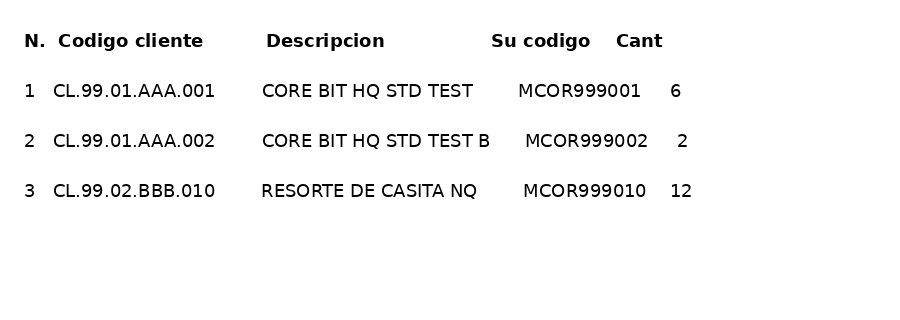 N. Codigo cliente Descripcion Su codigo Cant
1 CL.99.01.AAA.001 CORE BIT HQ STD TEST MCOR999001 6
2 CL.99.01.AAA.002 CORE BIT HQ STD TEST B MCOR999002 2
3 CL.99.02.BBB.010 RESORTE DE CASITA NQ MCOR999010 12